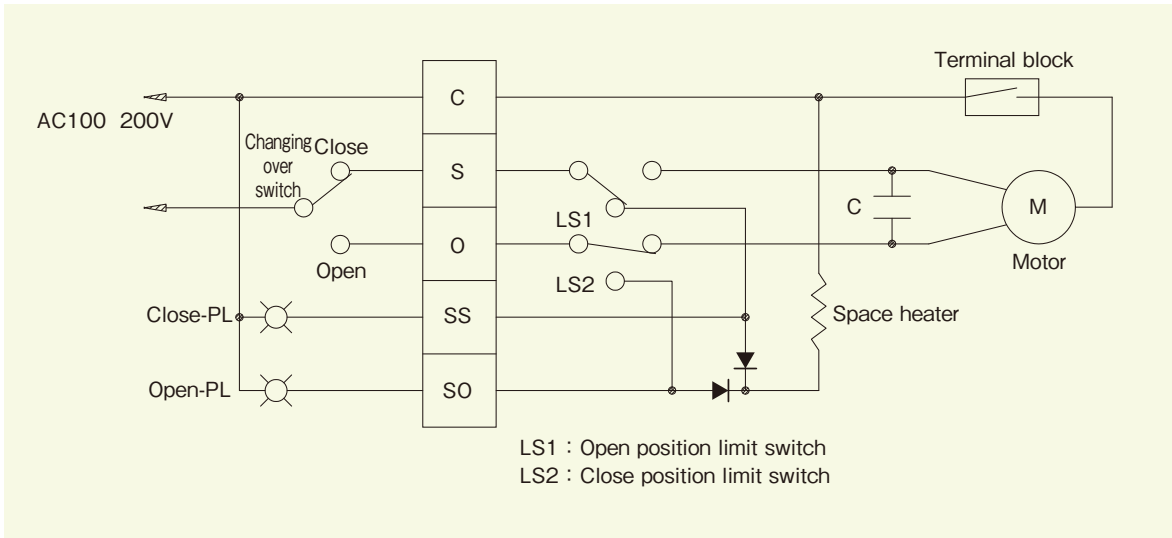 Terminal block
AC100 200V
C
Changing
over
switch
Close
S
C
M
LS1
O
Open
LS2
Motor
Close-PL
SS
Space heater
Open-PL
SO
LS1 : Open position limit switch
LS2 : Close position limit switch